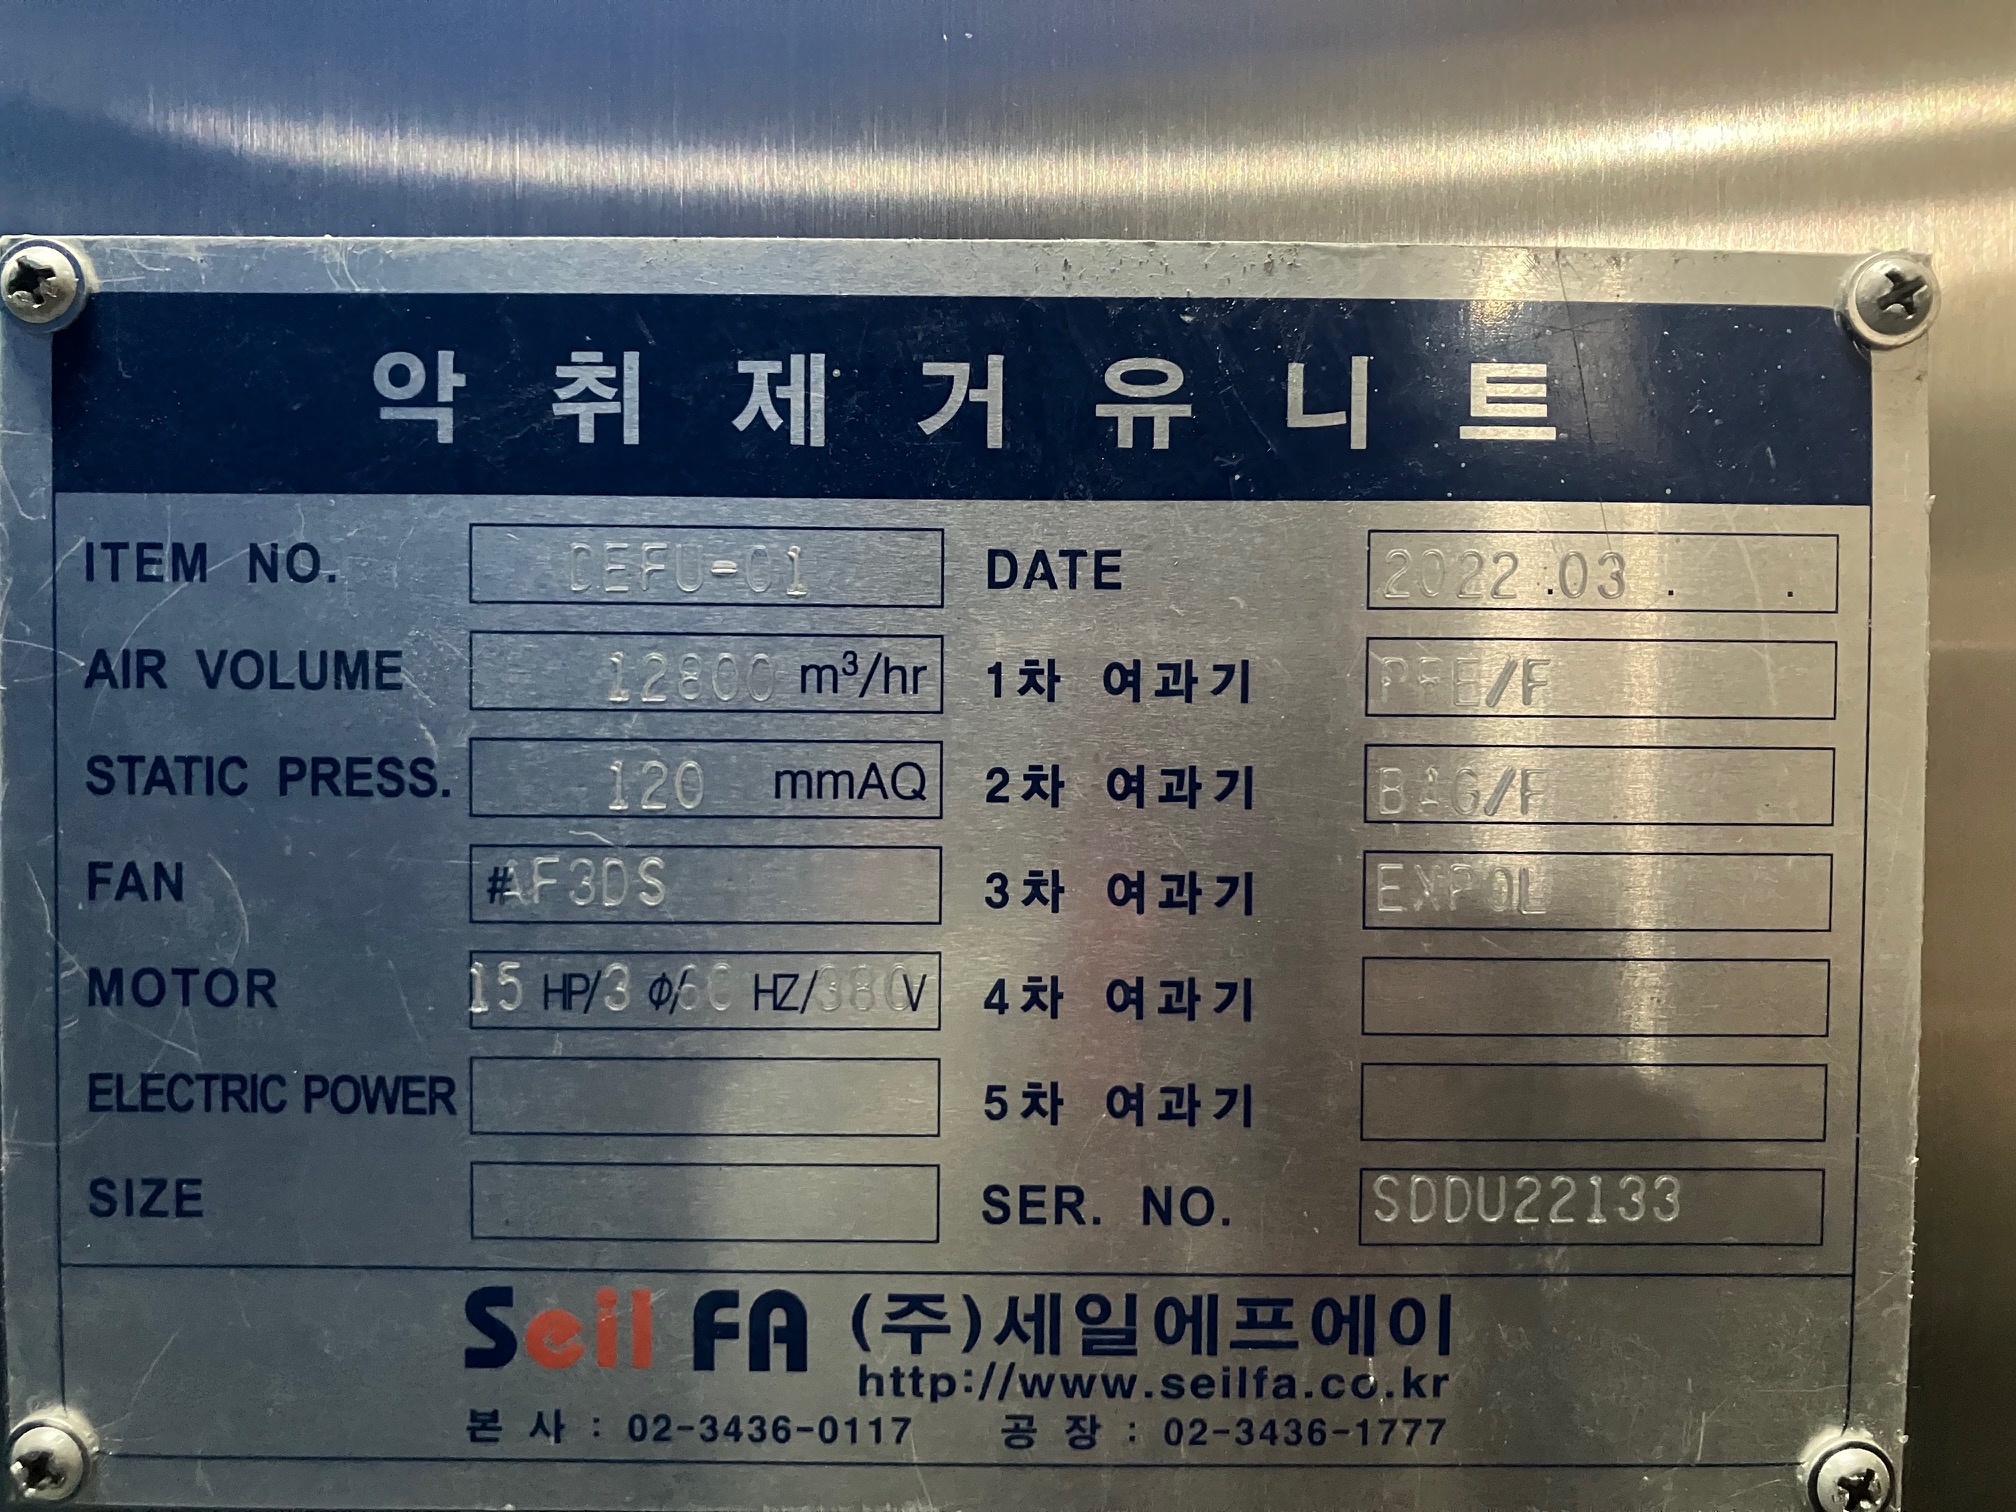 악취제거유니트
ITEM NO. DEFU-01 DATE 2022.03 . .
AIR VOLUME 12800 m³/hr 1차 여과기 PRE/F
STATIC PRESS. 120 mmAQ 2차 여과기 BAG/F
FAN #AF3DS 3차 여과기 EXPOL
MOTOR 15 HP/3 ϕ/60 HZ/380V 4차 여과기
ELECTRIC POWER 5차 여과기
SIZE SER. NO. SDDU22133
Seil FA (주)세일에프에이
http://www.seilfa.co.kr
본 사 : 02-3436-0117 공 장 : 02-3436-1777